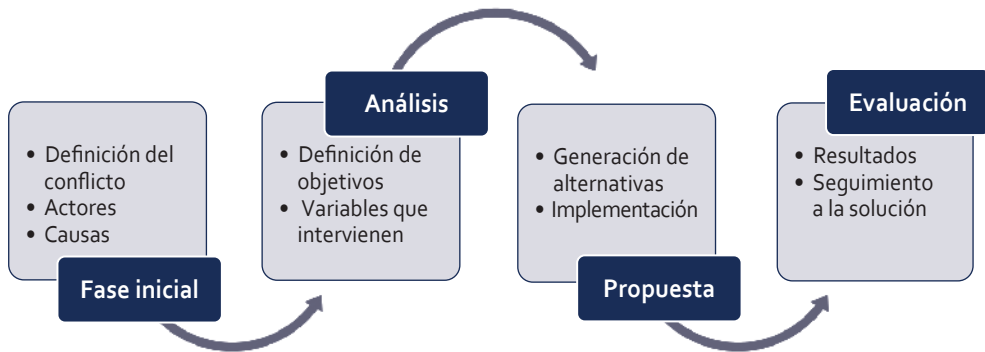 • Definición del
conflicto
• Actores
• Causas
Fase inicial
Análisis
• Definición de
objetivos
• Variables que
intervienen
• Generación de
alternativas
• Implementación
Propuesta
Evaluación
• Resultados
• Seguimiento
a la solución